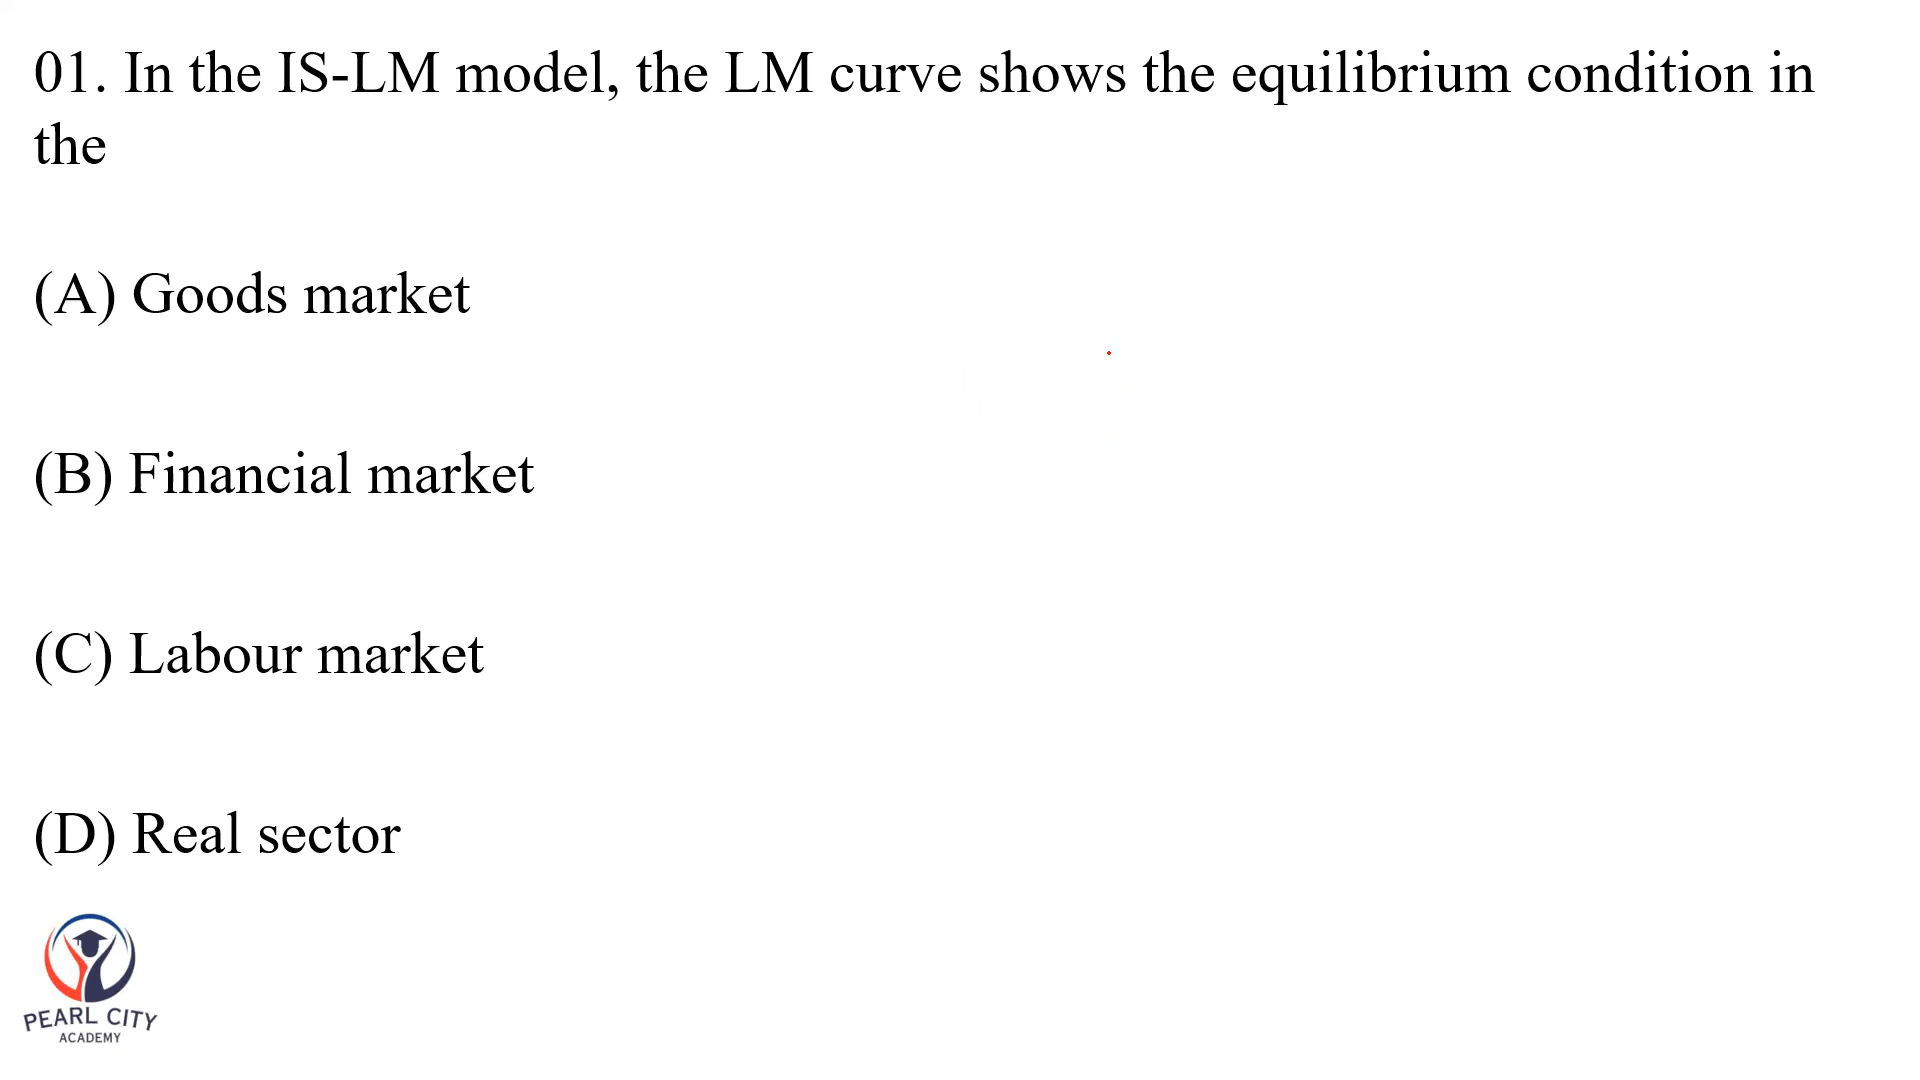 01. In the IS-LM model, the LM curve shows the equilibrium condition in
the
(A) Goods market
(B) Financial market
(C) Labour market
(D) Real sector
PEARL CITY
ACADEMY